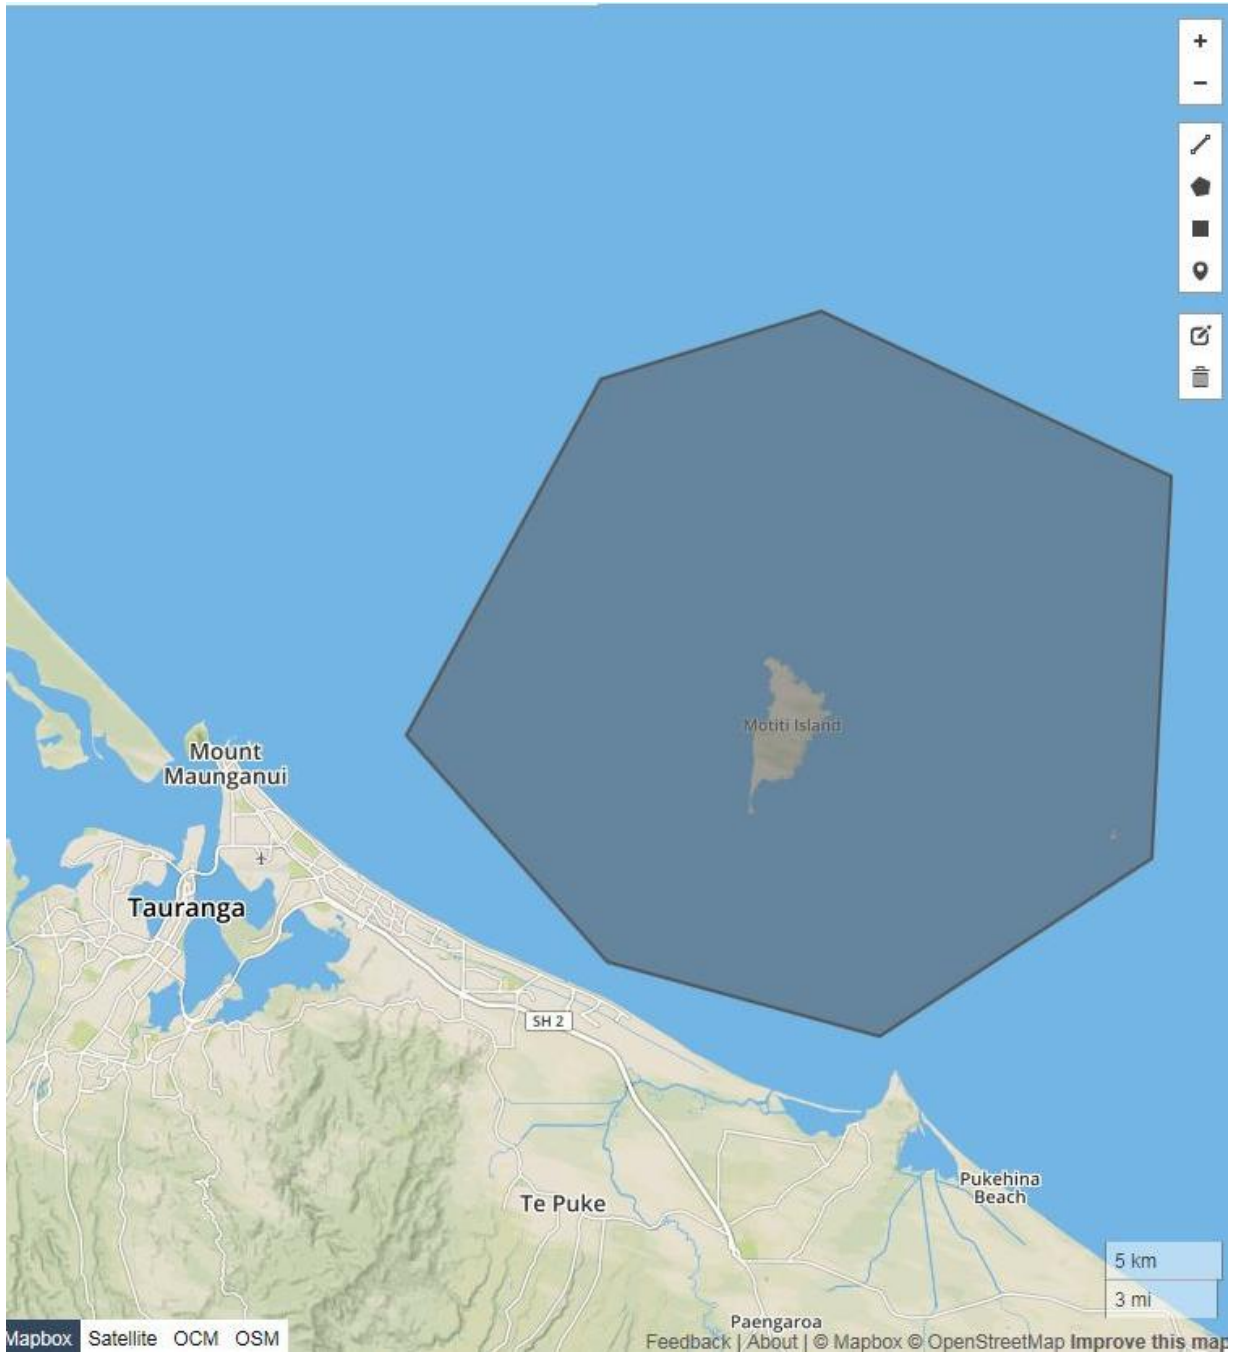 +
−
Motiti Island
Mount
Maunganui
Tauranga
SH 2
Pukehina
Beach
Te Puke
5 km
3 mi
Paengaroa
Mapbox Satellite OCM OSM
Feedback | About | © Mapbox © OpenStreetMap Improve this map